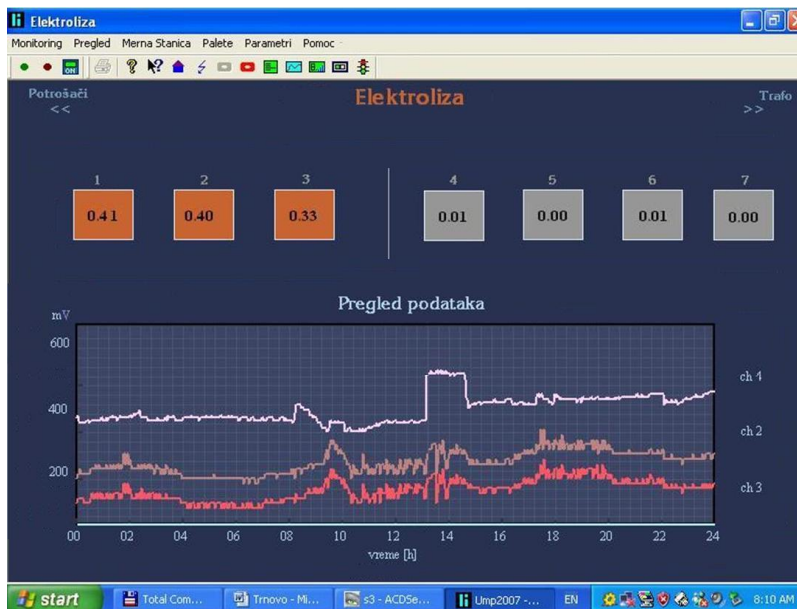 Elektroliza
Monitoring Pregled Merna Stanica Palete Parametri Pomoc
ON
Potrošači Elektroliza Trafo
<< >>
1 2 3 4 5 6 7
0.41 0.40 0.33 0.01 0.00 0.01 0.00
Pregled podataka
mV
600
400
200
ch 1
ch 2
ch 3
00 02 04 06 08 10 12 14 16 18 20 22 24
vreme [h]
start Total Com... Trnovo - Mi... s3 - ACDSe... Ump2007 -... EN 8:10 AM